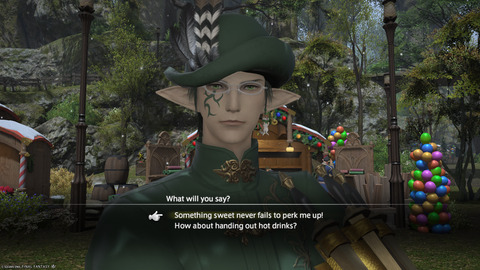 What will you say?
Something sweet never fails to perk me up!
How about handing out hot drinks?